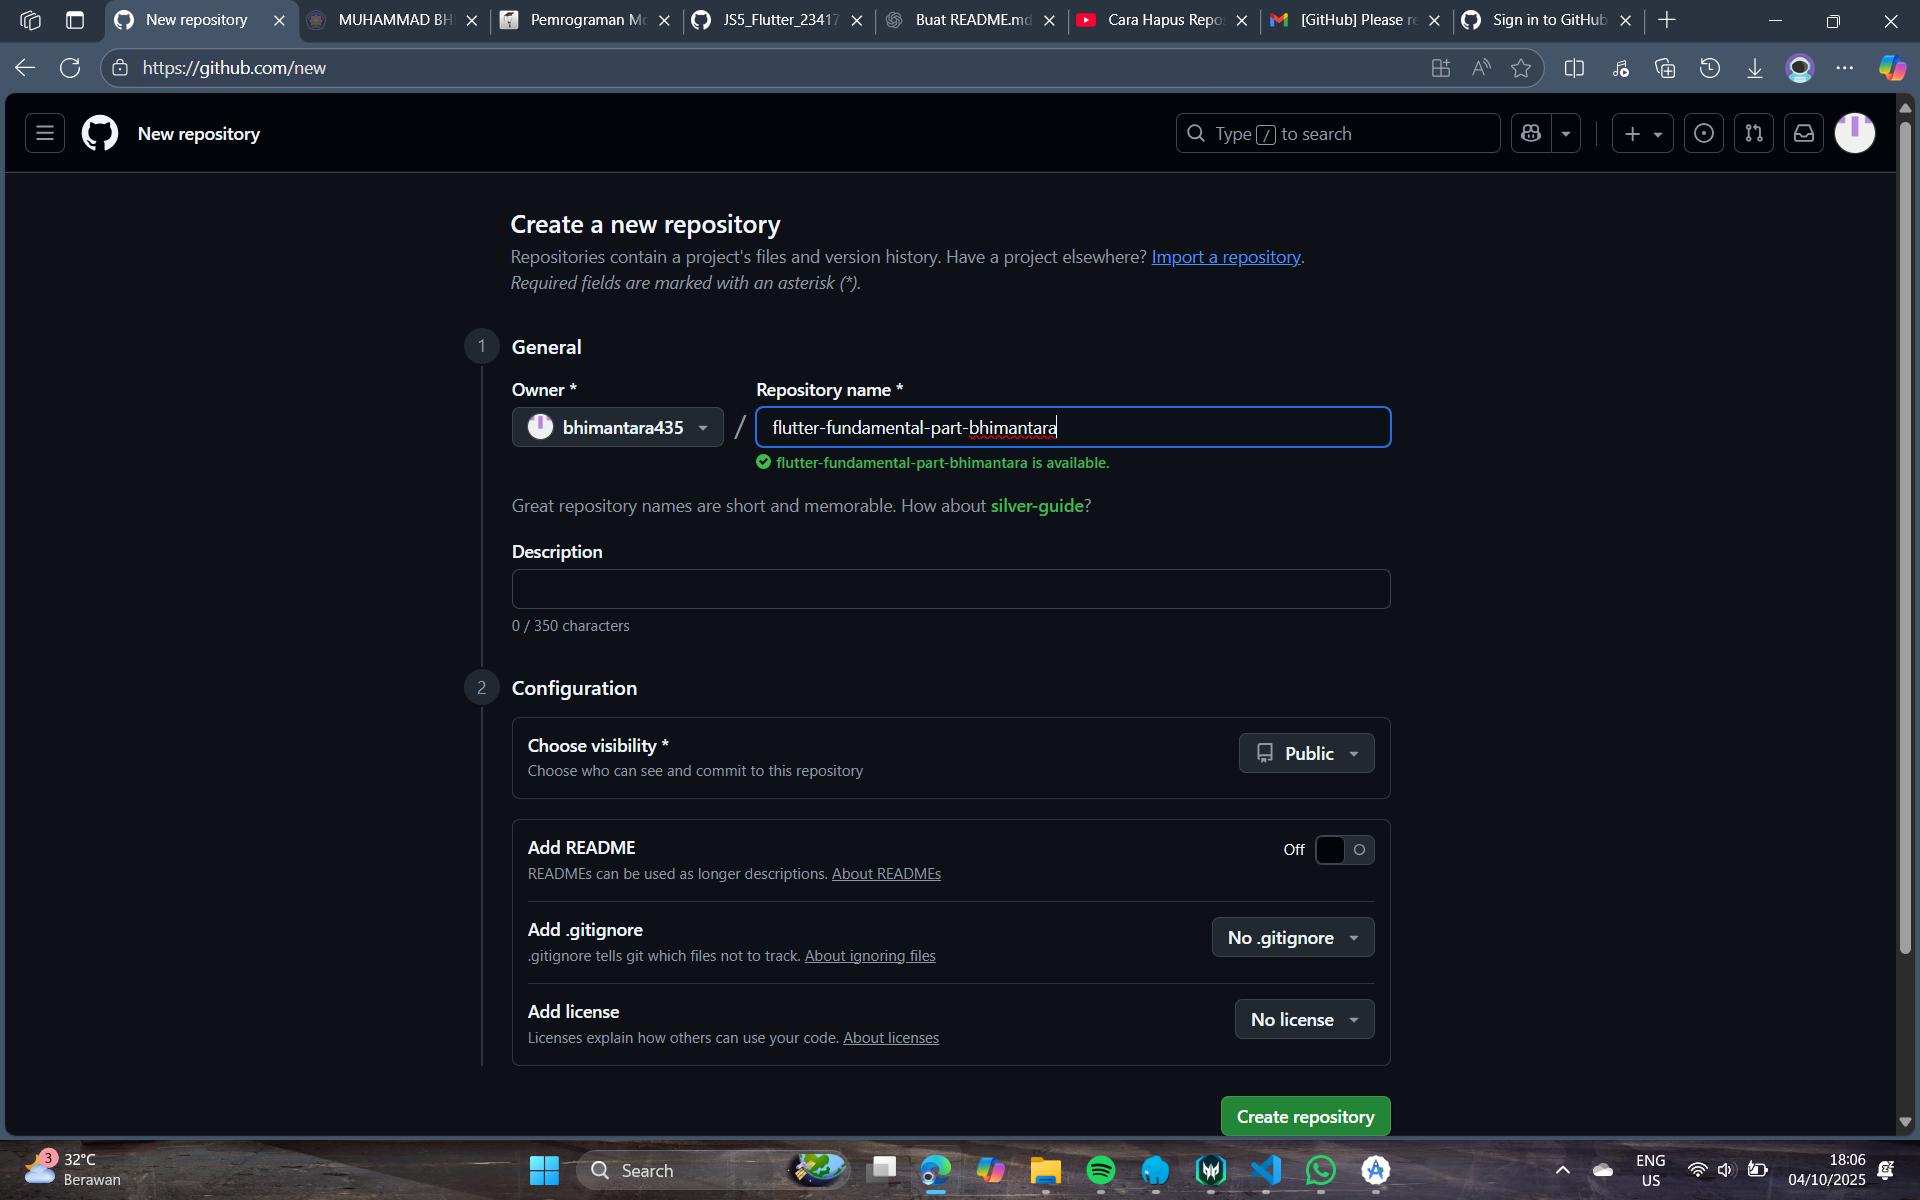 New repository
MUHAMMAD BHI
Pemrograman Mo
JS5_Flutter_23417
Buat README.md
Cara Hapus Repos
[GitHub] Please re
Sign in to GitHub
https://github.com/new
New repository
Type / to search
Create a new repository
Repositories contain a project's files and version history. Have a project elsewhere? Import a repository.
Required fields are marked with an asterisk (*).
1
General
Owner *
Repository name *
bhimantara435
/
flutter-fundamental-part-bhimantara
flutter-fundamental-part-bhimantara is available.
Great repository names are short and memorable. How about silver-guide?
Description
0 / 350 characters
2
Configuration
Choose visibility *
Choose who can see and commit to this repository
Public
Add README
READMEs can be used as longer descriptions. About READMEs
Off
Add .gitignore
.gitignore tells git which files not to track. About ignoring files
No .gitignore
Add license
Licenses explain how others can use your code. About licenses
No license
Create repository
3
32°C
Berawan
Search
ENG
US
18:06
04/10/2025